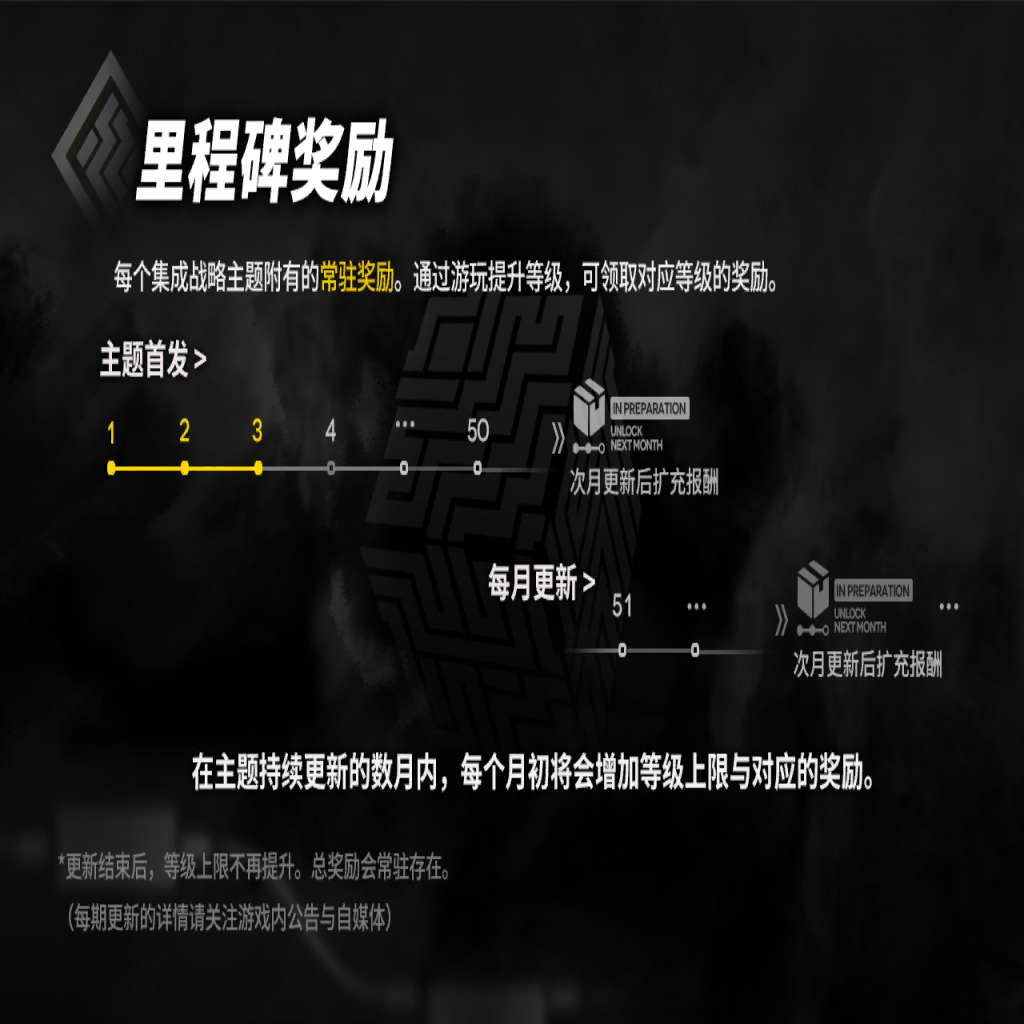 里程碑奖励
每个集成战略主题附有的常驻奖励。通过游玩提升等级，可领取对应等级的奖励。
主题首发>
1 2 3 4 ··· 50
IN PREPARATION
UNLOCK
NEXT MONTH
次月更新后扩充报酬
每月更新>
51 ···
IN PREPARATION
UNLOCK
NEXT MONTH
···
次月更新后扩充报酬
在主题持续更新的数月内，每个月初将会增加等级上限与对应的奖励。
*更新结束后，等级上限不再提升。总奖励会常驻存在。
（每期更新的详情请关注游戏内公告与自媒体）